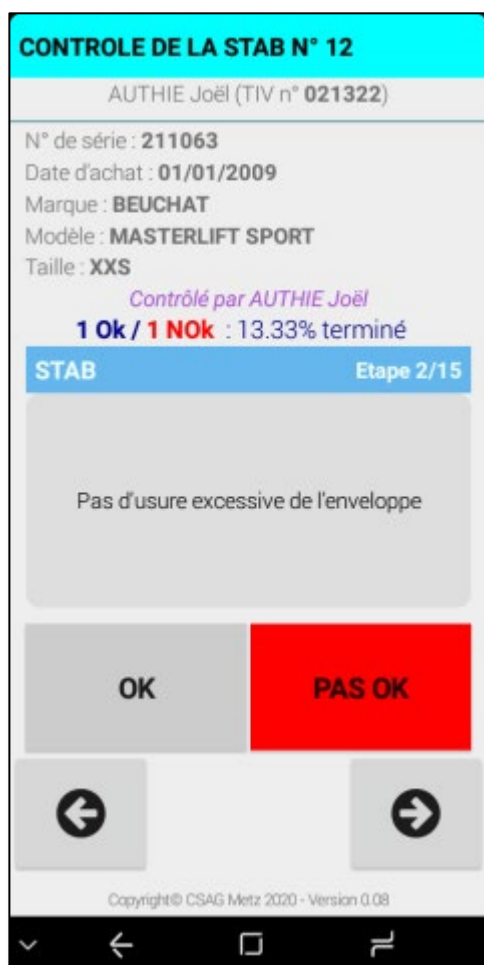 CONTROLE DE LA STAB N° 12
AUTHIE Joël (TIV n° 021322)
N° de série : 211063
Date d'achat : 01/01/2009
Marque : BEUCHAT
Modèle : MASTERLIFT SPORT
Taille : XXS
Contrôlé par AUTHIE Joël
1 Ok / 1 NOk : 13.33% terminé
STAB Etape 2/15
Pas d'usure excessive de l'enveloppe
OK PAS OK
Copyright© CSAG Metz 2020 - Version 0.08